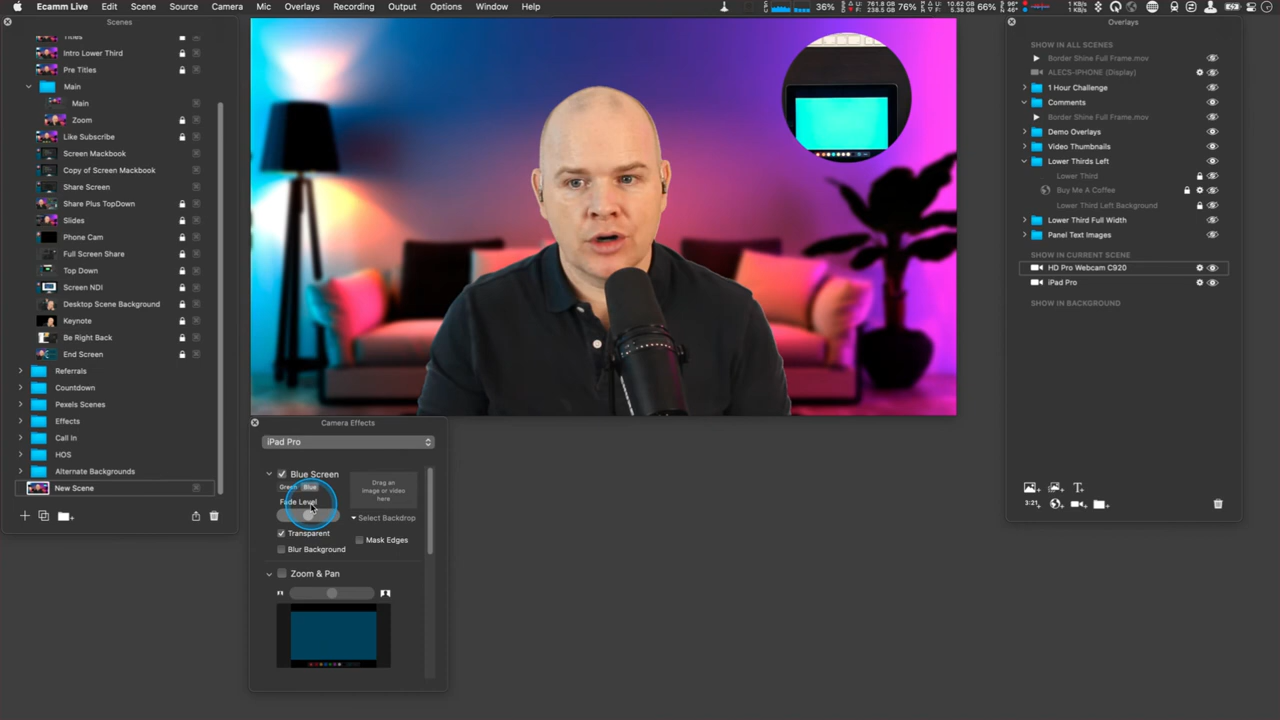 Ecamm Live Edit Scene Source Camera Mic Overlays Recording Output Options Window Help
36% 76% 66%
Scenes
Titles
Intro Lower Third
Pre Titles
Main
Main
Zoom
Like Subscribe
Screen Mackbook
Copy of Screen Mackbook
Share Screen
Share Plus TopDown
Slides
Phone Cam
Full Screen Share
Top Down
Screen NDI
Desktop Scene Background
Keynote
Be Right Back
End Screen
Referrals
Countdown
Pexels Scenes
Effects
Call In
HOS
Alternate Backgrounds
New Scene
Camera Effects
iPad Pro
Blue Screen
Green Blue
Fade Level
Transparent
Blur Background
Drag an
image or video
here
Select Backdrop
Mask Edges
Zoom & Pan
Overlays
SHOW IN ALL SCENES
Border Shine Full Frame.mov
ALECS-IPHONE (Display)
1 Hour Challenge
Comments
Border Shine Full Frame.mov
Demo Overlays
Video Thumbnails
Lower Thirds Left
Lower Third
Buy Me A Coffee
Lower Third Left Background
Lower Third Full Width
Panel Text Images
SHOW IN CURRENT SCENE
HD Pro Webcam C920
iPad Pro
SHOW IN BACKGROUND
T+
3:21+